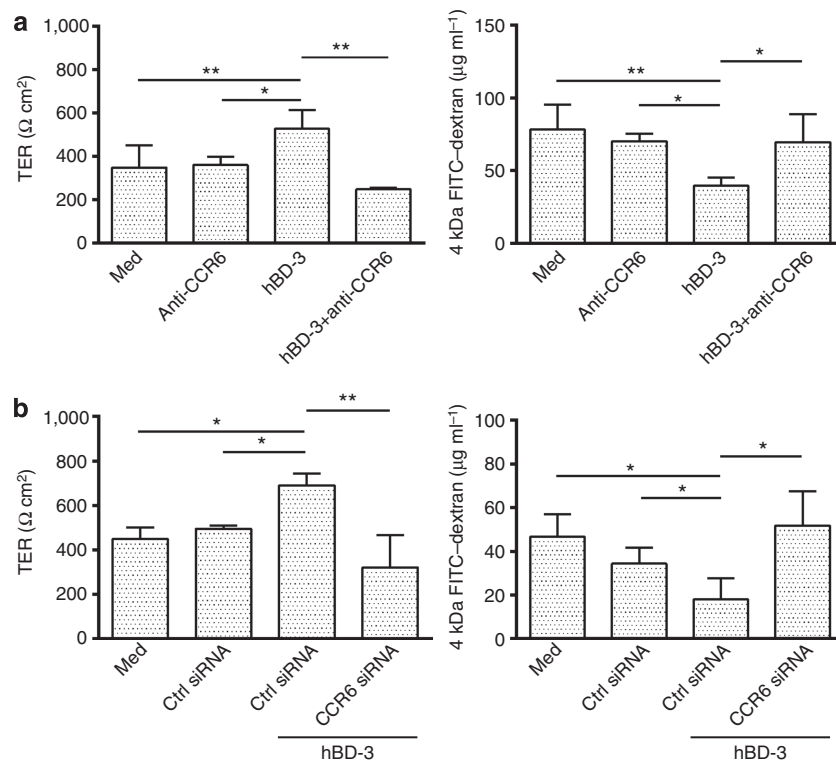 a
TER (Ω cm²)
1,000
800
600
400
200
0
**
*
**
Med
Anti-CCR6
hBD-3
hBD-3+anti-CCR6
4 kDa FITC–dextran (μg ml⁻¹)
150
100
75
50
0
**
*
*
Med
Anti-CCR6
hBD-3
hBD-3+anti-CCR6
b
TER (Ω cm²)
1,000
800
600
400
200
0
*
*
**
Med
Ctrl siRNA
Ctrl siRNA
CCR6 siRNA
hBD-3
4 kDa FITC–dextran (μg ml⁻¹)
100
80
60
40
20
0
*
*
*
Med
Ctrl siRNA
Ctrl siRNA
CCR6 siRNA
hBD-3